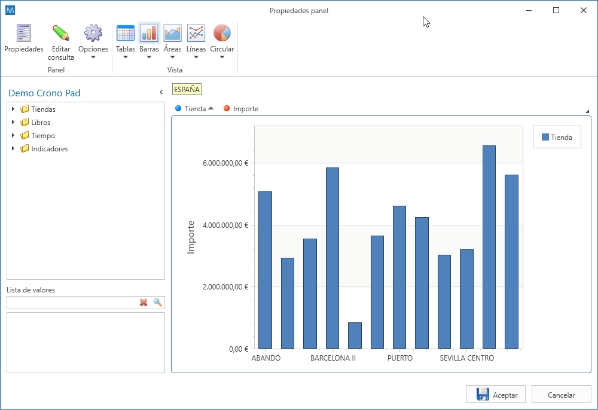 Propiedades panel
Propiedades
Editar consulta
Opciones
Tablas
Barras
Áreas
Líneas
Circular
Panel
Vista
Demo Crono Pad
Tiendas
Libros
Tiempo
Indicadores
Lista de valores
ESPAÑA
Tienda
Importe
Importe
6.000.000,00 €
4.000.000,00 €
2.000.000,00 €
0,00 €
ABANDO
BARCELONA II
PUERTO
SEVILLA CENTRO
Tienda
Aceptar
Cancelar